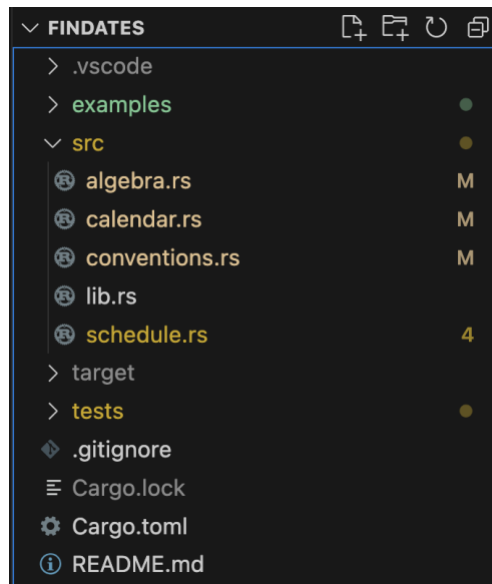 FINDATES
.vscode
examples
src
algebra.rs M
calendar.rs M
conventions.rs M
lib.rs
schedule.rs 4
target
tests
.gitignore
Cargo.lock
Cargo.toml
README.md